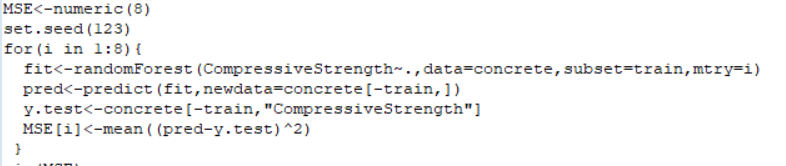 MSE<-numeric(8)
set.seed(123)
for(i in 1:8){
  fit<-randomForest(CompressiveStrength~.,data=concrete,subset=train,mtry=i)
  pred<-predict(fit,newdata=concrete[-train,])
  y.test<-concrete[-train,"CompressiveStrength"]
  MSE[i]<-mean((pred-y.test)^2)
 }